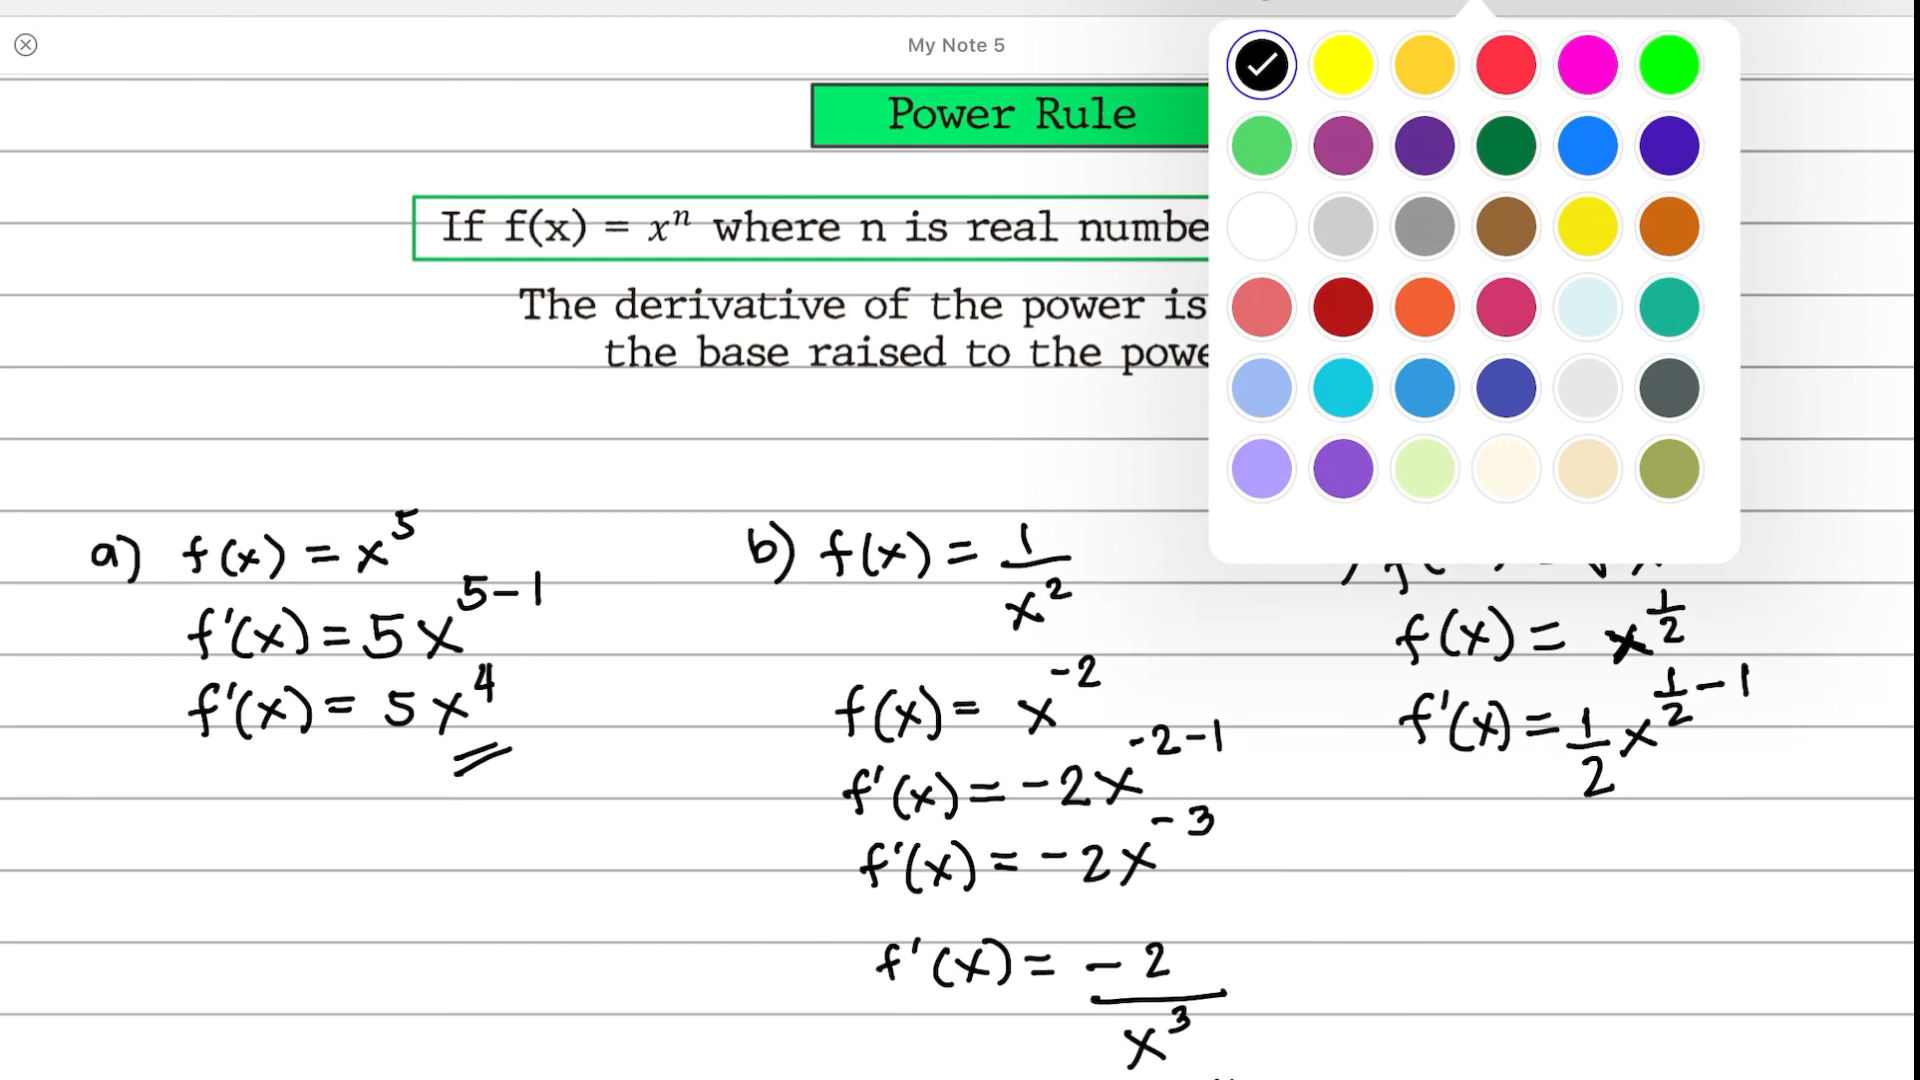 My Note 5
Power Rule
If f(x) = xⁿ where n is real numbe
The derivative of the power is
the base raised to the powe
a) f(x) = x⁵
f'(x) = 5x⁵⁻¹
f'(x) = 5x⁴
b) f(x) = 1/x²
f(x) = x⁻²
f'(x) = -2x⁻²⁻¹
f'(x) = -2x⁻³
f'(x) = -2/x³
f(x) = x^(1/2)
f'(x) = 1/2 x^(1/2 - 1)